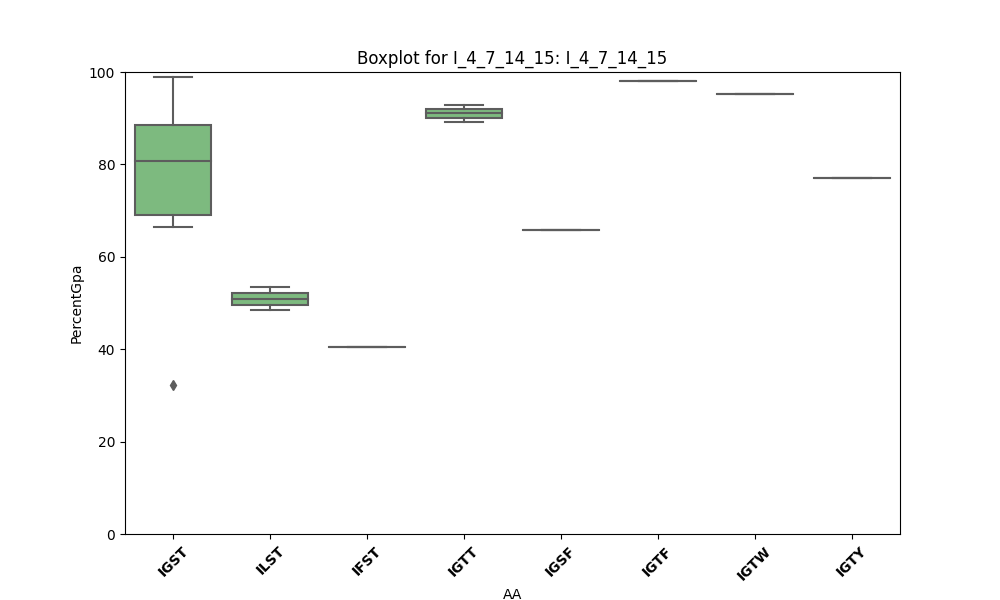 Boxplot for I_4_7_14_15: I_4_7_14_15
100
80
60
40
20
0
PercentGpa
IGST
ILST
IFST
IGTT
IGSF
IGTF
IGTW
IGTY
AA